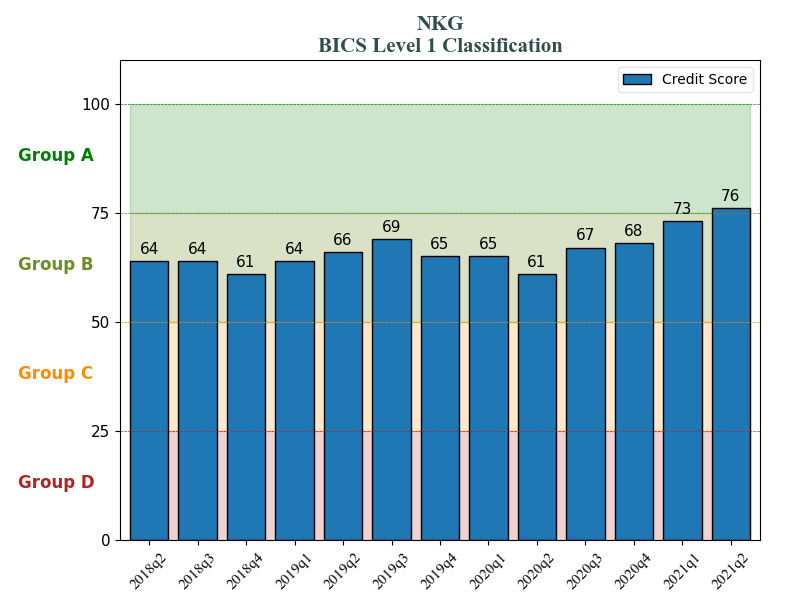 NKG
BICS Level 1 Classification
Credit Score
100
75
50
25
0
Group A
Group B
Group C
Group D
64 64 61 64 66 69 65 65 61 67 68 73 76
2018q2 2018q3 2018q4 2019q1 2019q2 2019q3 2019q4 2020q1 2020q2 2020q3 2020q4 2021q1 2021q2